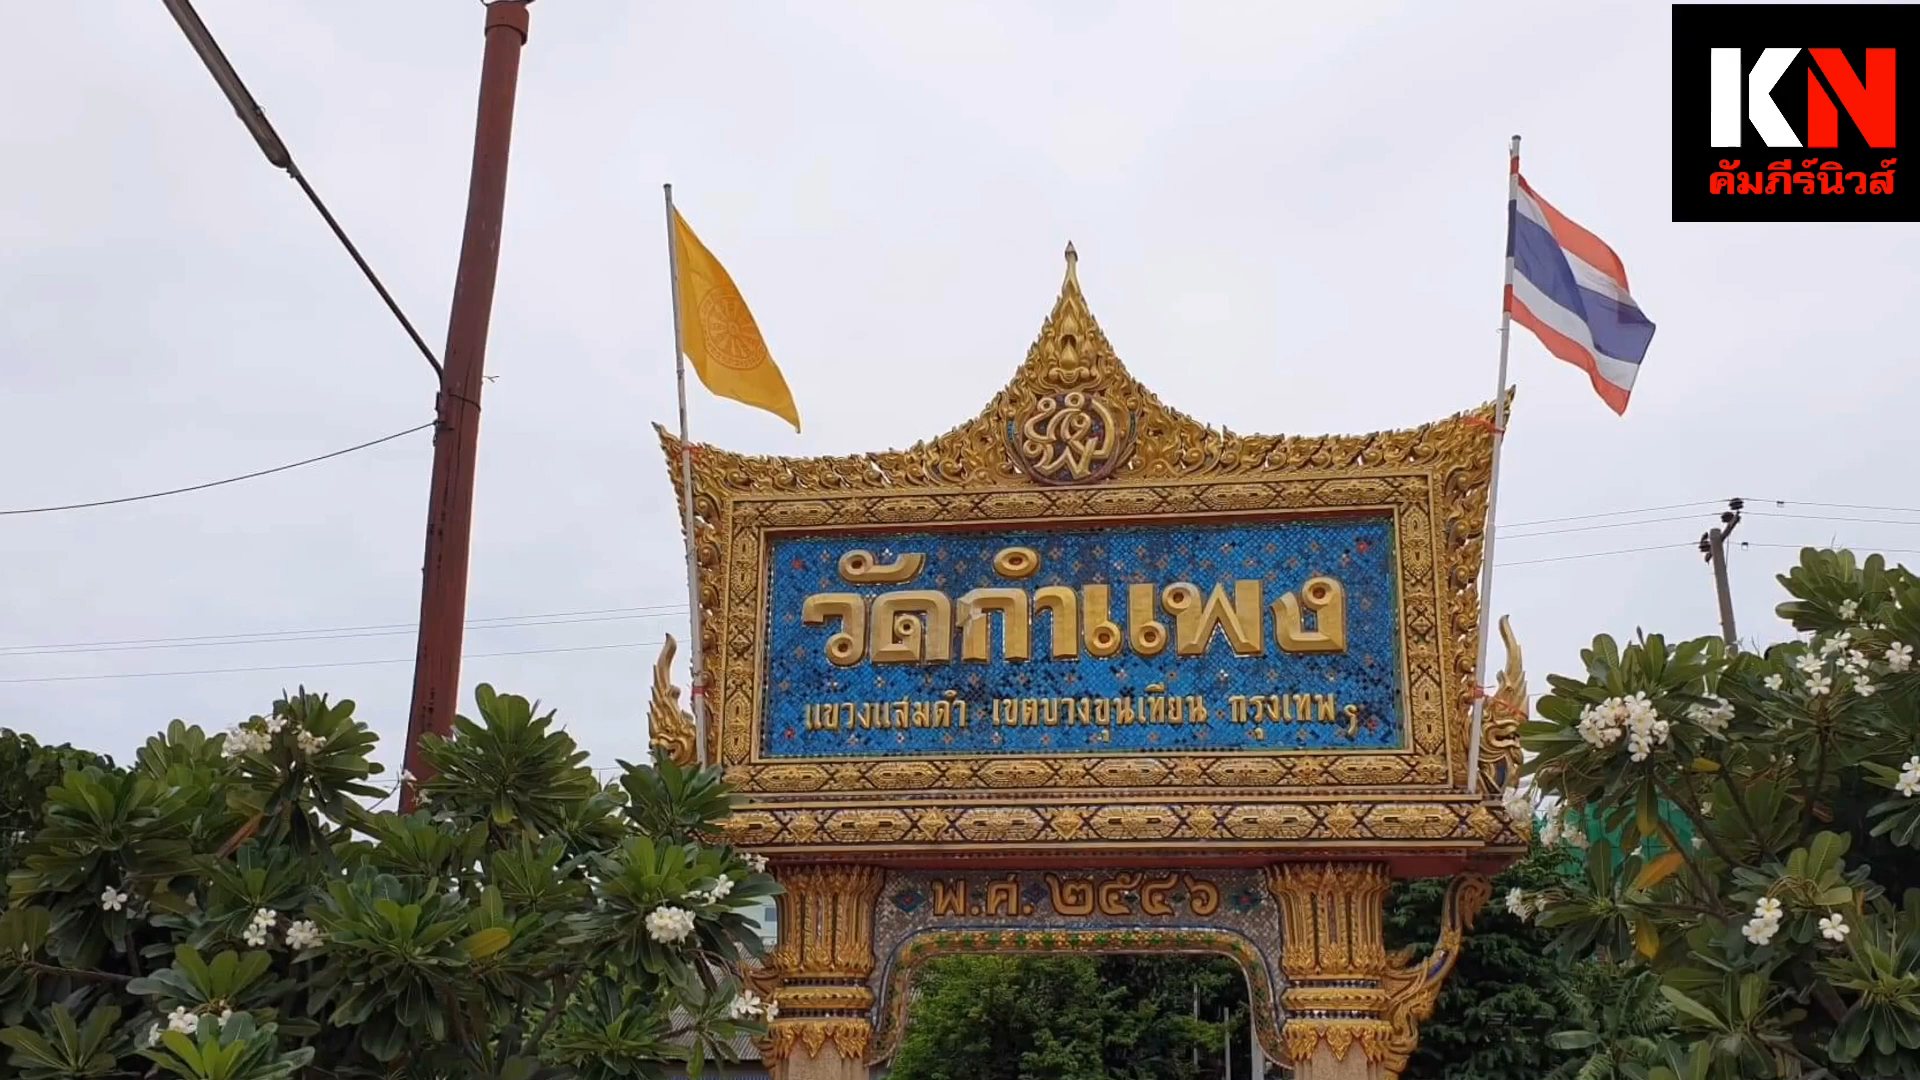 KN
คัมภีร์นิวส์
วัดกำแพง
แขวงแสมดำ เขตบางขุนเทียน กรุงเทพฯ
พ.ศ. ๒๕๔๖